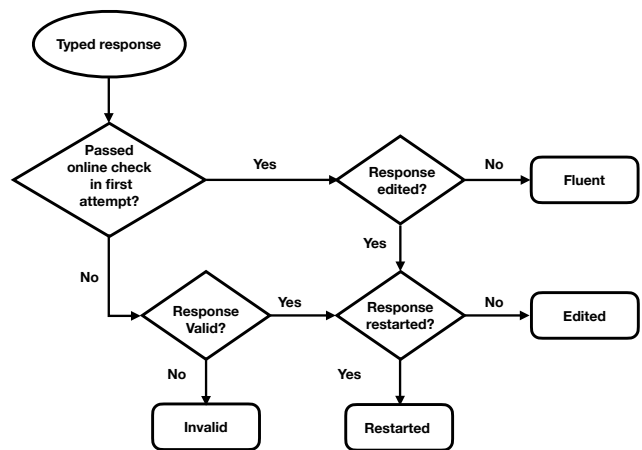 Typed response
Passed
online check
in first
attempt?
Yes
Response
edited?
No
Fluent
Yes
No
Response
Valid?
Yes
Response
restarted?
No
Edited
No
Yes
Invalid
Restarted